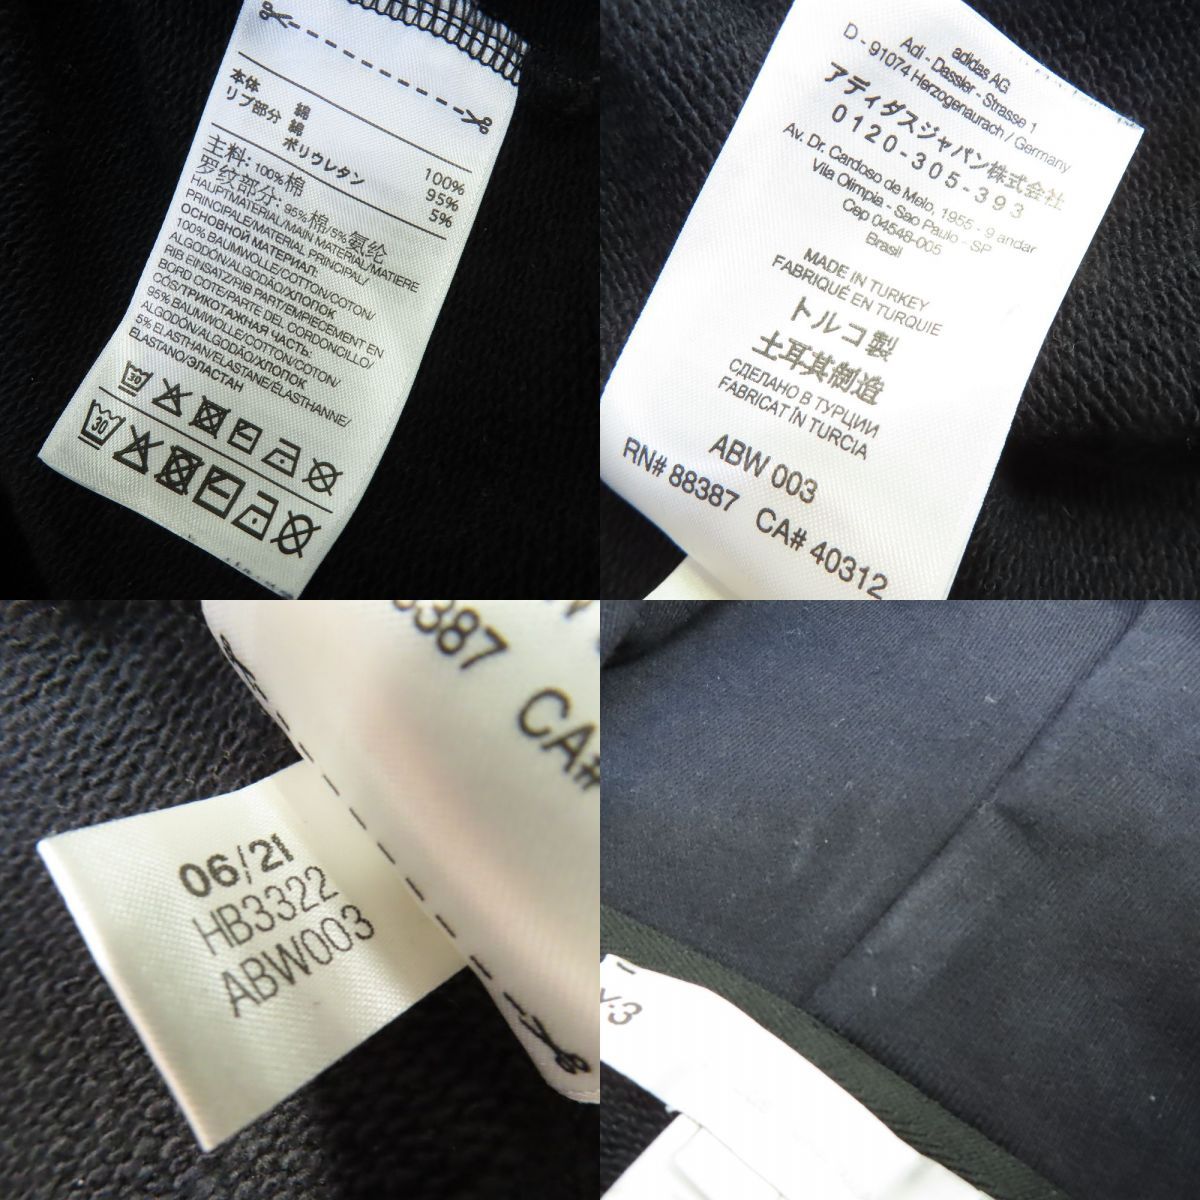 本体 綿 100%
リブ部分 綿 95%
ポリウレタン 5%
主料: 100%棉
罗纹部分: 95%棉/5%氨纶
HAUPTMATERIAL/MAIN MATERIAL/MATIERE
PRINCIPALE/MATERIAL PRINCIPAL/
ОСНОВНОЙ МАТЕРИАЛ:
100% BAUMWOLLE/COTTON/COTON/
ALGODÓN/ALGODÃO/ХЛОПОК
RIB EINSATZ/RIB PART/EMPIÈCEMENT EN
BORD COTE/PARTE DEL CORDONCILLO/
CÓS/ТРИКОТАЖНАЯ ЧАСТЬ:
95% BAUMWOLLE/COTTON/COTON/
ALGODÓN/ALGODÃO/ХЛОПОК
5% ELASTHAN/ELASTANE/ÉLASTHANNE/
ELASTANO/ЭЛАСТАН
30
30
adidas AG
Adi - Dassler - Strasse 1
D - 91074 Herzogenaurach / Germany
アディダスジャパン株式会社
0120-305-393
Av. Dr. Cardoso de Melo, 1955 - 9 andar
Vila Olimpia - Sao Paulo - SP
Cep 04548-005
Brasil
MADE IN TURKEY
FABRIQUÉ EN TURQUIE
トルコ製
土耳其制造
СДЕЛАНО В ТУРЦИИ
FABRICAT ÎN TURCIA
ABW 003
RN# 88387 CA# 40312
8387 CA#
06/21
HB3322
ABW003
Y-3